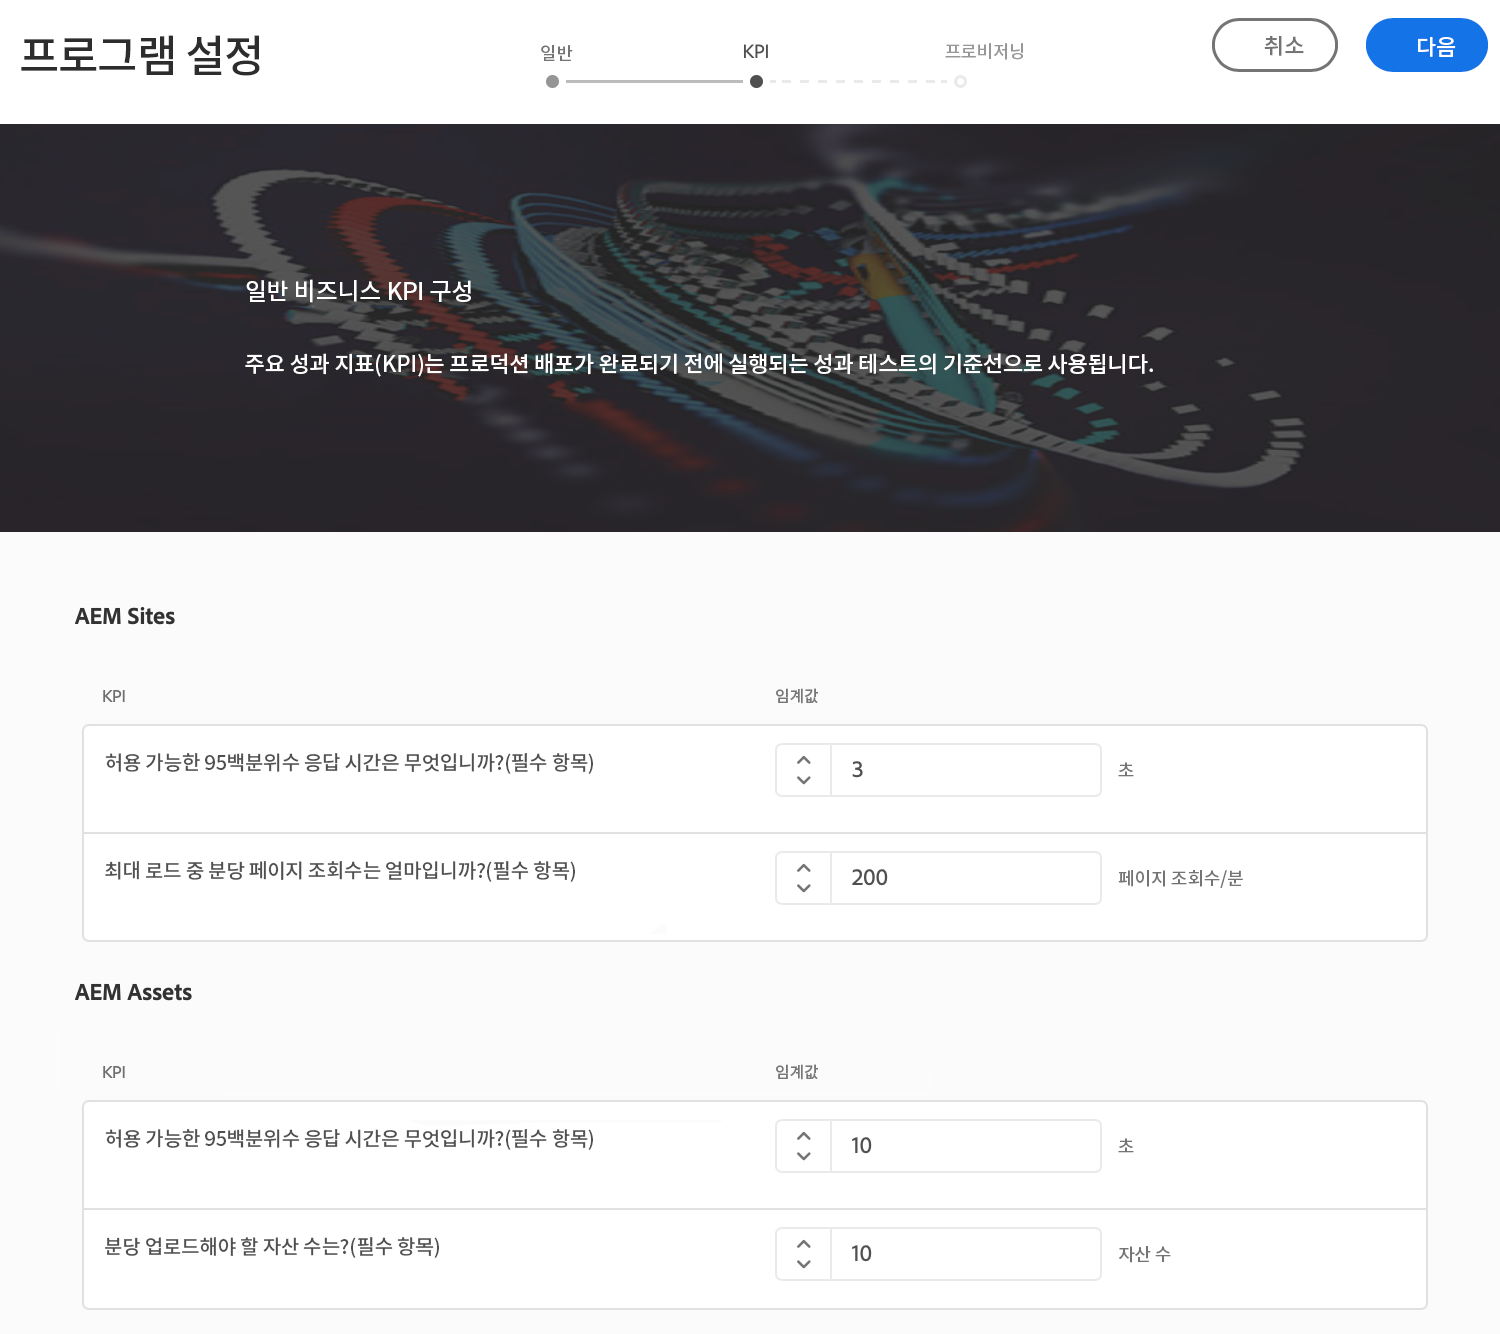 프로그램 설정
일반
KPI
프로비저닝
취소
다음
일반 비즈니스 KPI 구성
주요 성과 지표(KPI)는 프로덕션 배포가 완료되기 전에 실행되는 성과 테스트의 기준선으로 사용됩니다.
AEM Sites
KPI 임계값
허용 가능한 95백분위수 응답 시간은 무엇입니까?(필수 항목) 3 초
최대 로드 중 분당 페이지 조회수는 얼마입니까?(필수 항목) 200 페이지 조회수/분
AEM Assets
KPI 임계값
허용 가능한 95백분위수 응답 시간은 무엇입니까?(필수 항목) 10 초
분당 업로드해야 할 자산 수는?(필수 항목) 10 자산 수